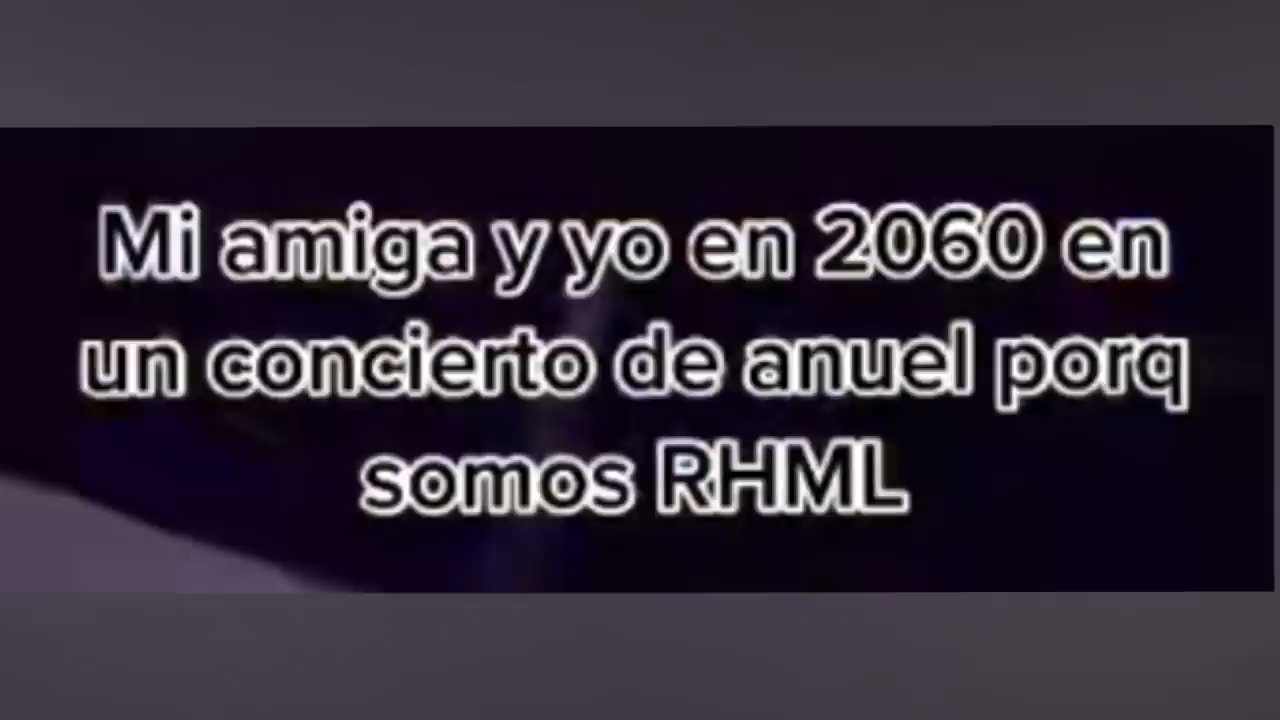 Mi amiga y yo en 2060 en
un concierto de anuel porq
somos RHML